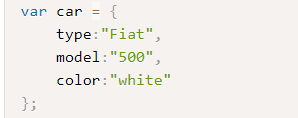 var car = {
    type:"Fiat",
    model:"500",
    color:"white"
};